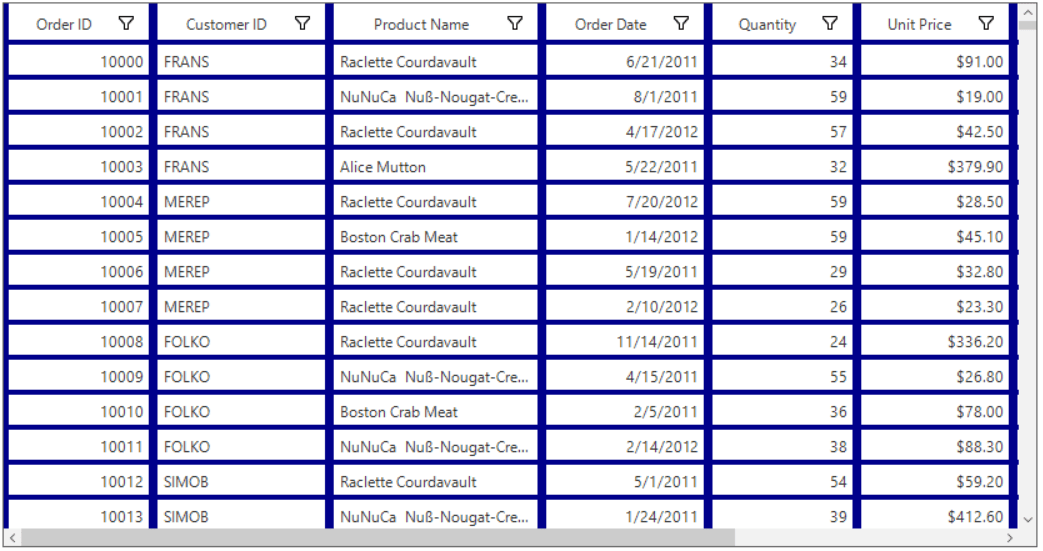 Order ID Customer ID Product Name Order Date Quantity Unit Price
10000 FRANS Raclette Courdavault 6/21/2011 34 $91.00
10001 FRANS NuNuCa Nuß-Nougat-Cre... 8/1/2011 59 $19.00
10002 FRANS Raclette Courdavault 4/17/2012 57 $42.50
10003 FRANS Alice Mutton 5/22/2011 32 $379.90
10004 MEREP Raclette Courdavault 7/20/2012 59 $28.50
10005 MEREP Boston Crab Meat 1/14/2012 59 $45.10
10006 MEREP Raclette Courdavault 5/19/2011 29 $32.80
10007 MEREP Raclette Courdavault 2/10/2012 26 $23.30
10008 FOLKO Raclette Courdavault 11/14/2011 24 $336.20
10009 FOLKO NuNuCa Nuß-Nougat-Cre... 4/15/2011 55 $26.80
10010 FOLKO Boston Crab Meat 2/5/2011 36 $78.00
10011 FOLKO NuNuCa Nuß-Nougat-Cre... 2/14/2012 38 $88.30
10012 SIMOB Raclette Courdavault 5/1/2011 54 $59.20
10013 SIMOB NuNuCa Nuß-Nougat-Cre... 1/24/2011 39 $412.60